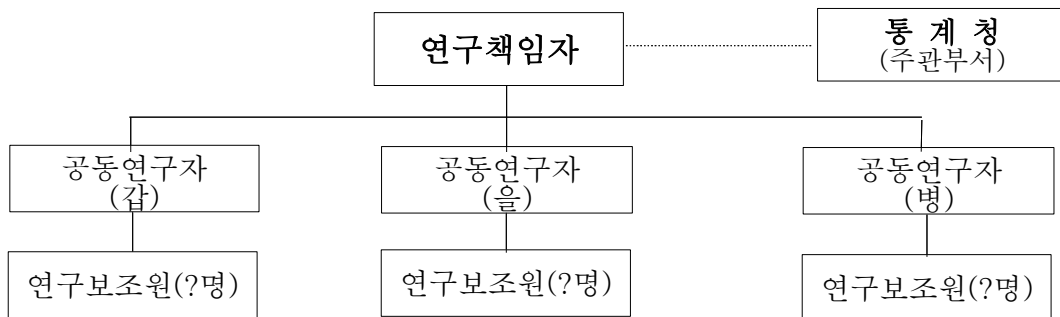 연구책임자
통 계 청
(주관부서)
공동연구자
(갑)
공동연구자
(을)
공동연구자
(병)
연구보조원(?명)
연구보조원(?명)
연구보조원(?명)